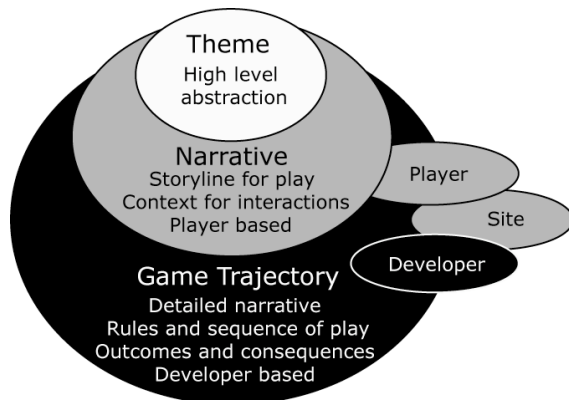 Theme
High level
abstraction
Narrative
Storyline for play
Context for interactions
Player based
Player
Site
Developer
Game Trajectory
Detailed narrative
Rules and sequence of play
Outcomes and consequences
Developer based